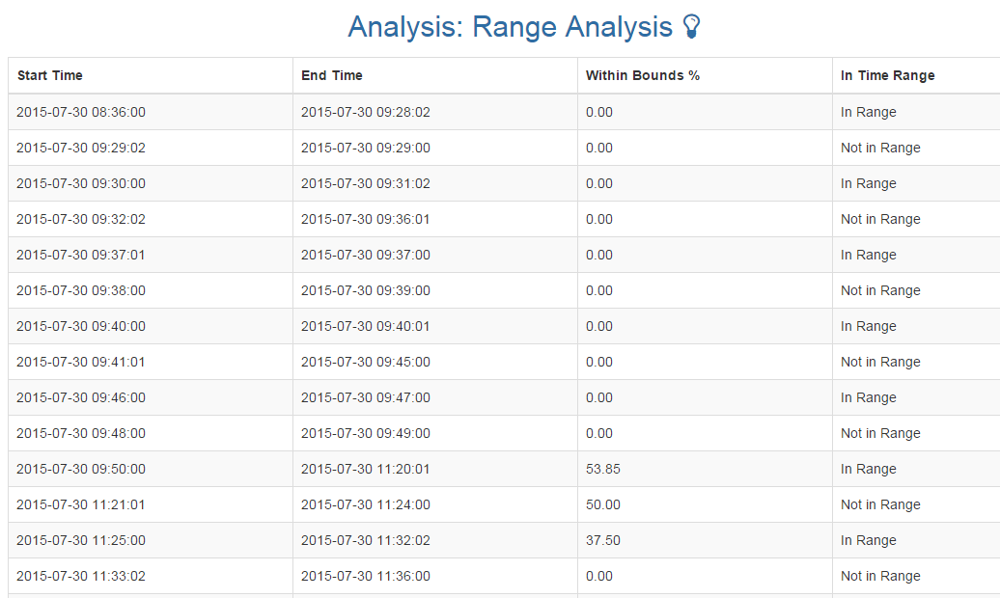 Analysis: Range Analysis
Start Time End Time Within Bounds % In Time Range
2015-07-30 08:36:00 2015-07-30 09:28:02 0.00 In Range
2015-07-30 09:29:02 2015-07-30 09:29:00 0.00 Not in Range
2015-07-30 09:30:00 2015-07-30 09:31:02 0.00 In Range
2015-07-30 09:32:02 2015-07-30 09:36:01 0.00 Not in Range
2015-07-30 09:37:01 2015-07-30 09:37:00 0.00 In Range
2015-07-30 09:38:00 2015-07-30 09:39:00 0.00 Not in Range
2015-07-30 09:40:00 2015-07-30 09:40:01 0.00 In Range
2015-07-30 09:41:01 2015-07-30 09:45:00 0.00 Not in Range
2015-07-30 09:46:00 2015-07-30 09:47:00 0.00 In Range
2015-07-30 09:48:00 2015-07-30 09:49:00 0.00 Not in Range
2015-07-30 09:50:00 2015-07-30 11:20:01 53.85 In Range
2015-07-30 11:21:01 2015-07-30 11:24:00 50.00 Not in Range
2015-07-30 11:25:00 2015-07-30 11:32:02 37.50 In Range
2015-07-30 11:33:02 2015-07-30 11:36:00 0.00 Not in Range